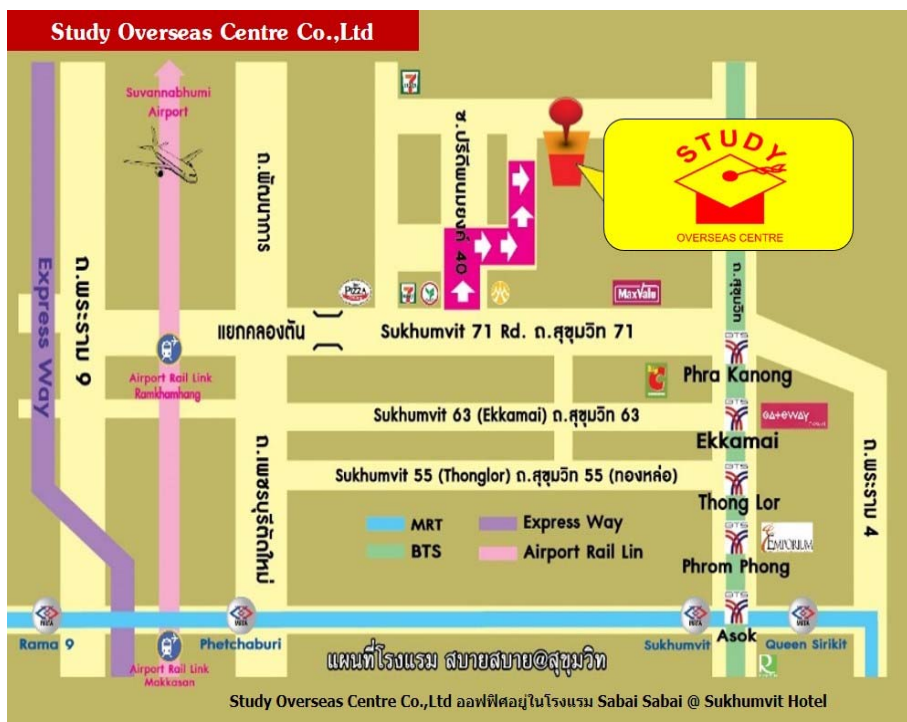 Study Overseas Centre Co.,Ltd
Suvannabhumi
Airport
Express Way
ถ.พระราม 9
ถ.พัฒนาการ
ซ.ปรีดีพนมยงค์ 40
STUDY
OVERSEAS CENTRE
ถ.สุขุมวิท
The PIZZA
MaxValu
แยกคลองตัน
Sukhumvit 71 Rd. ถ.สุขุมวิท 71
BTS
Phra Kanong
Airport Rail Link
Ramkhamhang
Sukhumvit 63 (Ekkamai) ถ.สุขุมวิท 63
BTS
GATEWAY
Ekkamai
ถ.เพชรบุรีตัดใหม่
Sukhumvit 55 (Thonglor) ถ.สุขุมวิท 55 (ทองหล่อ)
BTS
Thong Lor
ถ.พระราม 4
MRT
Express Way
BTS
Airport Rail Lin
BTS
EMPORIUM
Phrom Phong
BTS
Rama 9
Phetchaburi
Sukhumvit
Asok
Queen Sirikit
Airport Rail Link
Makkasan
แผนที่โรงแรม สบายสบาย@สุขุมวิท
Study Overseas Centre Co.,Ltd ออฟฟิศอยู่ในโรงแรม Sabai Sabai @ Sukhumvit Hotel